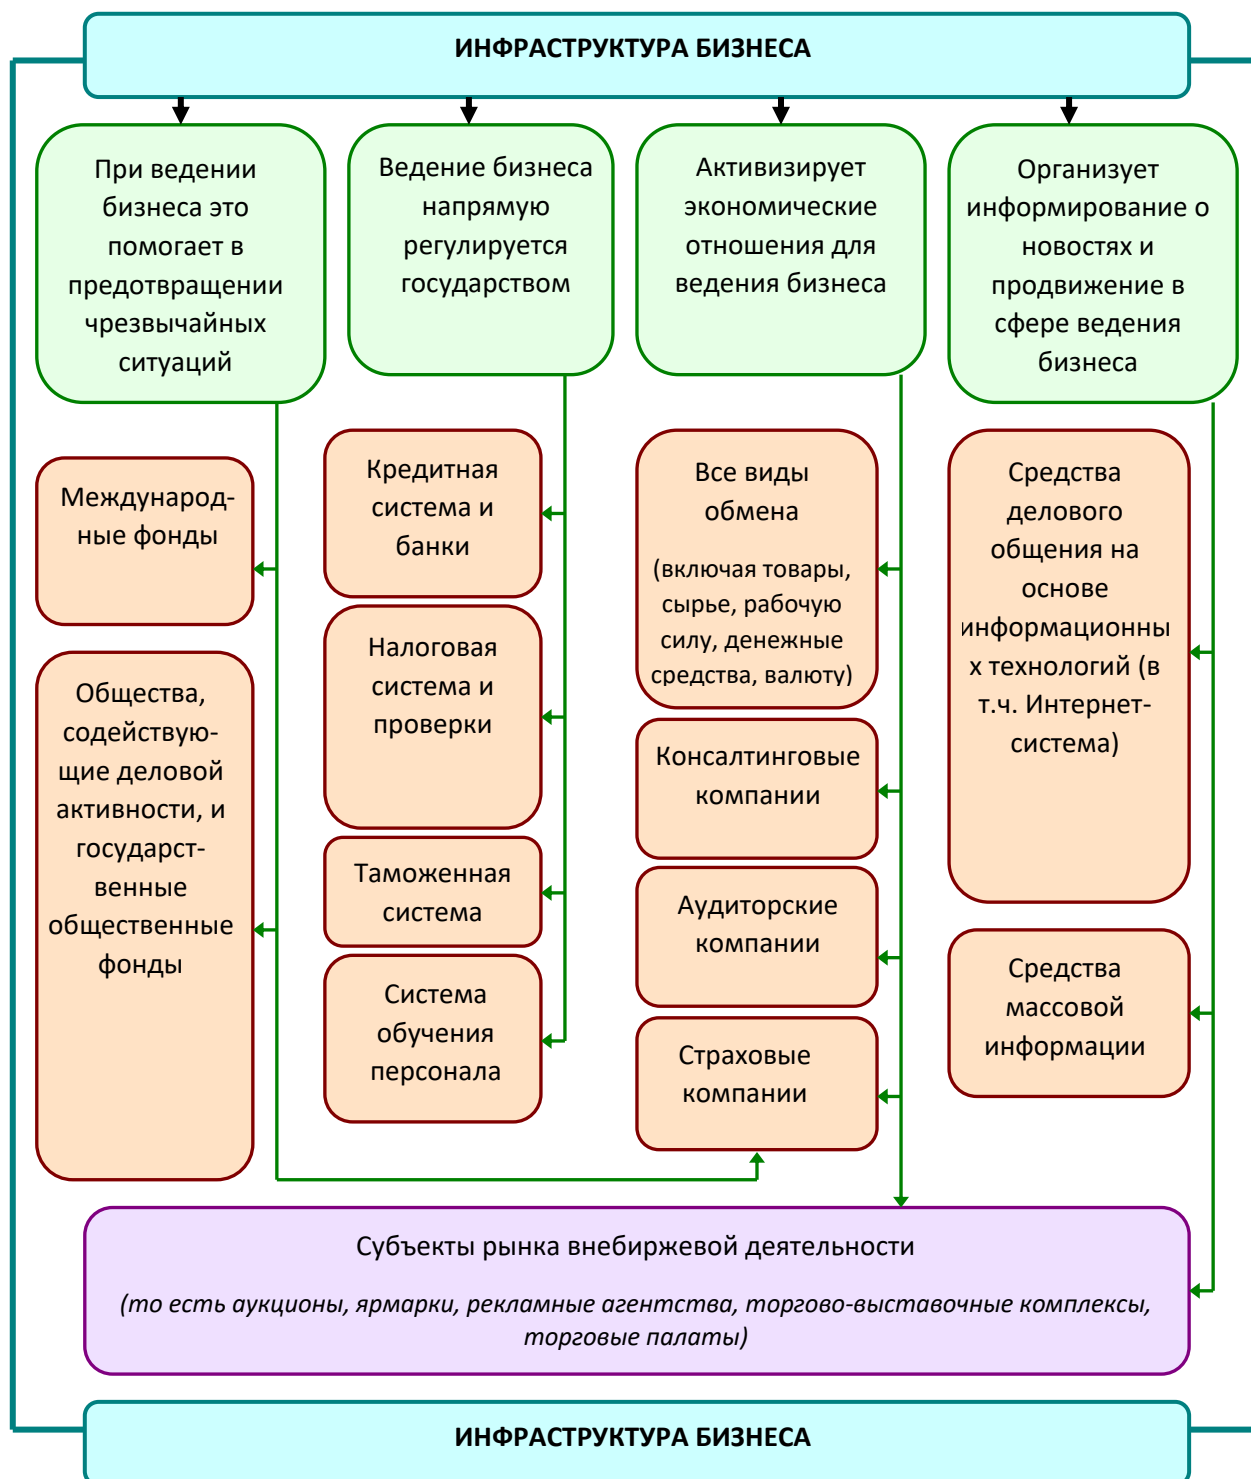 ИНФРАСТРУКТУРА БИЗНЕСА
При ведении
бизнеса это
помогает в
предотвращении
чрезвычайных
ситуаций
Ведение бизнеса
напрямую
регулируется
государством
Активизирует
экономические
отношения для
ведения бизнеса
Организует
информирование о
новостях и
продвижение в
сфере ведения
бизнеса
Международ-
ные фонды
Общества,
содействую-
щие деловой
активности, и
государст-
венные
общественные
фонды
Кредитная
система и
банки
Налоговая
система и
проверки
Таможенная
система
Система
обучения
персонала
Все виды
обмена
(включая товары,
сырье, рабочую
силу, денежные
средства, валюту)
Консалтинговые
компании
Аудиторские
компании
Страховые
компании
Средства
делового
общения на
основе
информационны
х технологий (в
т.ч. Интернет-
система)
Средства
массовой
информации
Субъекты рынка внебиржевой деятельности
(то есть аукционы, ярмарки, рекламные агентства, торгово-выставочные комплексы,
торговые палаты)
ИНФРАСТРУКТУРА БИЗНЕСА